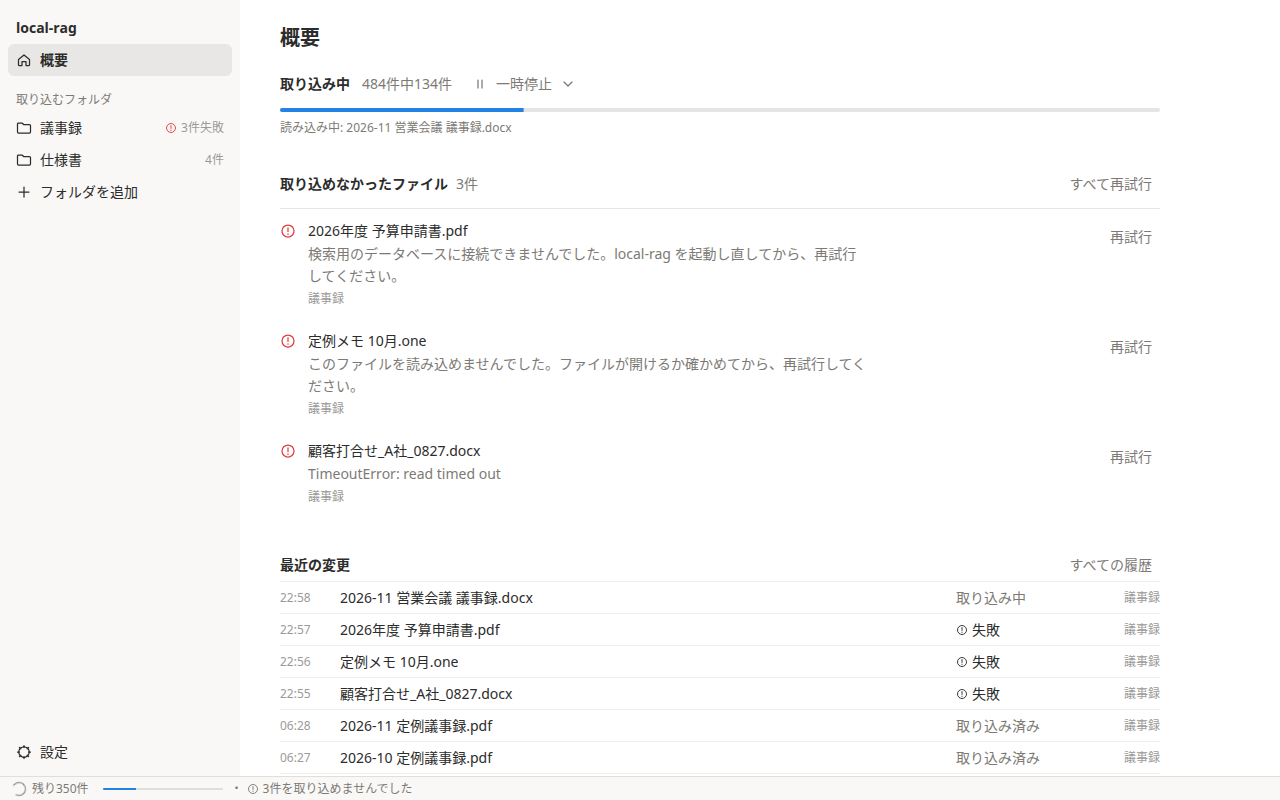 local-rag
概要
取り込むフォルダ
議事録 3件失敗
仕様書 4件
フォルダを追加
設定
概要
取り込み中 484件中134件 一時停止
読み込み中: 2026-11 営業会議 議事録.docx
取り込めなかったファイル 3件 すべて再試行
2026年度 予算申請書.pdf 再試行
検索用のデータベースに接続できませんでした。local-rag を起動し直してから、再試行
してください。
議事録
定例メモ 10月.one 再試行
このファイルを読み込めませんでした。ファイルが開けるか確かめてから、再試行してく
ださい。
議事録
顧客打合せ_A社_0827.docx 再試行
TimeoutError: read timed out
議事録
最近の変更 すべての履歴
22:58 2026-11 営業会議 議事録.docx 取り込み中 議事録
22:57 2026年度 予算申請書.pdf 失敗 議事録
22:56 定例メモ 10月.one 失敗 議事録
22:55 顧客打合せ_A社_0827.docx 失敗 議事録
06:28 2026-11 定例議事録.pdf 取り込み済み 議事録
06:27 2026-10 定例議事録.pdf 取り込み済み 議事録
残り350件 ・ 3件を取り込めませんでした